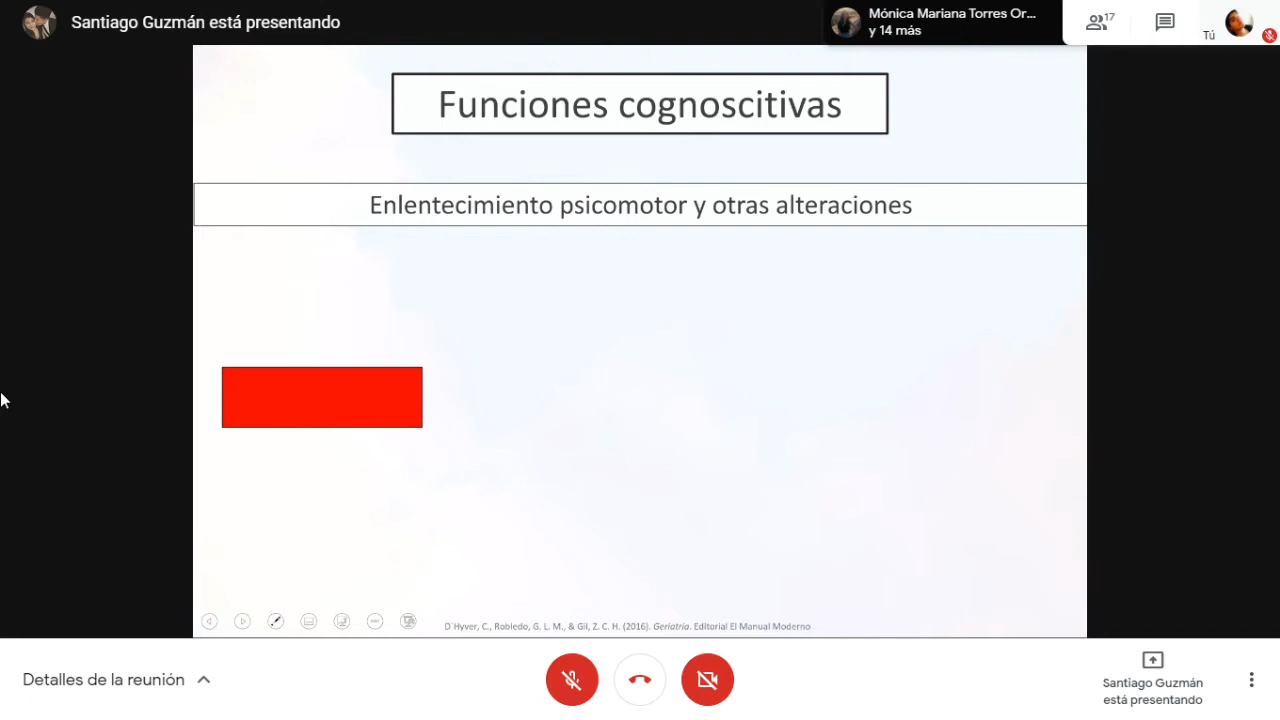 Santiago Guzmán está presentando
Mónica Mariana Torres Or...
y 14 más
17
Tú
Funciones cognoscitivas
Enlentecimiento psicomotor y otras alteraciones
D´Hyver, C., Robledo, G. L. M., & Gil, Z. C. H. (2016). Geriatría. Editorial El Manual Moderno
Detalles de la reunión
Santiago Guzmán
está presentando